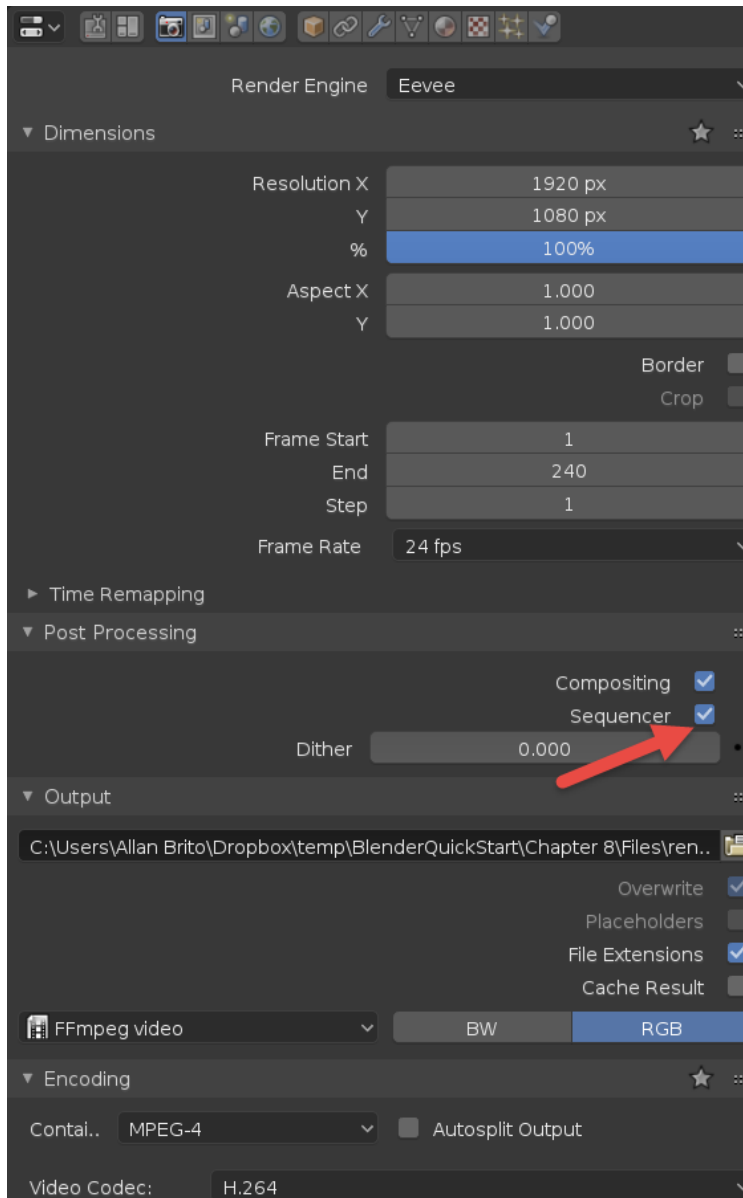 Render Engine Eevee
Dimensions
Resolution X 1920 px
Y 1080 px
% 100%
Aspect X 1.000
Y 1.000
Border
Crop
Frame Start 1
End 240
Step 1
Frame Rate 24 fps
Time Remapping
Post Processing
Compositing
Sequencer
Dither 0.000
Output
C:\Users\Allan Brito\Dropbox\temp\BlenderQuickStart\Chapter 8\Files\ren..
Overwrite
Placeholders
File Extensions
Cache Result
FFmpeg video BW RGB
Encoding
Contai.. MPEG-4 Autosplit Output
Video Codec: H.264